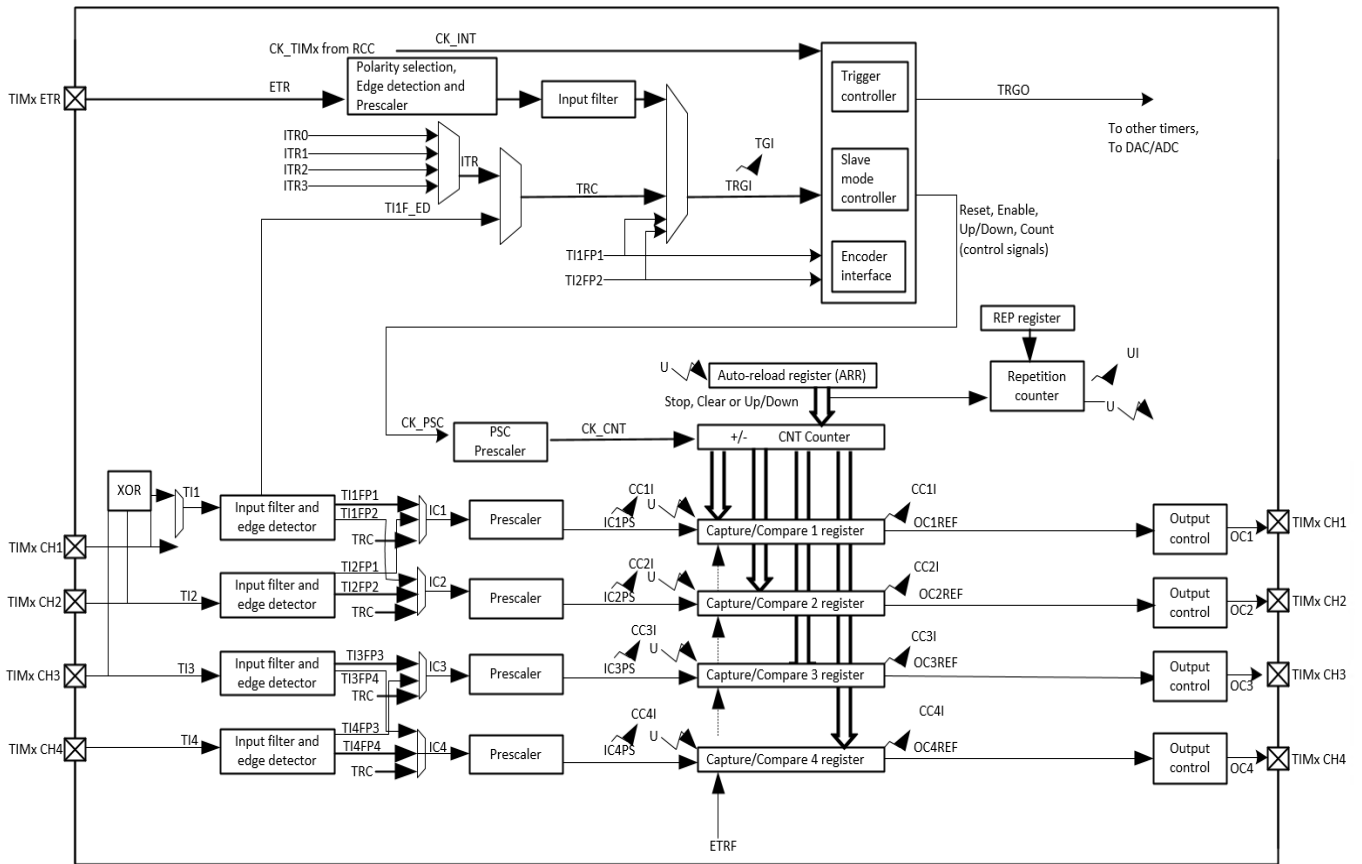 CK_TIMx from RCC
CK_INT
TIMx ETR
ETR
Polarity selection,
Edge detection and
Prescaler
Input filter
Trigger
controller
TRGO
To other timers,
To DAC/ADC
ITR0
ITR1
ITR2
ITR3
ITR
TI1F_ED
TRC
TGI
TRGI
Slave
mode
controller
Reset, Enable,
Up/Down, Count
(control signals)
TI1FP1
TI2FP2
Encoder
interface
REP register
U
Auto-reload register (ARR)
Stop, Clear or Up/Down
Repetition
counter
UI
U
CK_PSC
PSC
Prescaler
CK_CNT
+/-
CNT Counter
XOR
TI1
Input filter and
edge detector
TI1FP1
TI1FP2
TRC
IC1
Prescaler
CC1I
U
IC1PS
Capture/Compare 1 register
CC1I
OC1REF
Output
control
OC1
TIMx CH1
TIMx CH1
TIMx CH2
TI2
Input filter and
edge detector
TI2FP1
TI2FP2
TRC
IC2
Prescaler
CC2I
U
IC2PS
Capture/Compare 2 register
CC2I
OC2REF
Output
control
OC2
TIMx CH2
TIMx CH3
TI3
Input filter and
edge detector
TI3FP3
TI3FP4
TRC
IC3
Prescaler
CC3I
U
IC3PS
Capture/Compare 3 register
CC3I
OC3REF
Output
control
OC3
TIMx CH3
TIMx CH4
TI4
Input filter and
edge detector
TI4FP3
TI4FP4
TRC
IC4
Prescaler
CC4I
U
IC4PS
Capture/Compare 4 register
CC4I
OC4REF
Output
control
OC4
TIMx CH4
ETRF